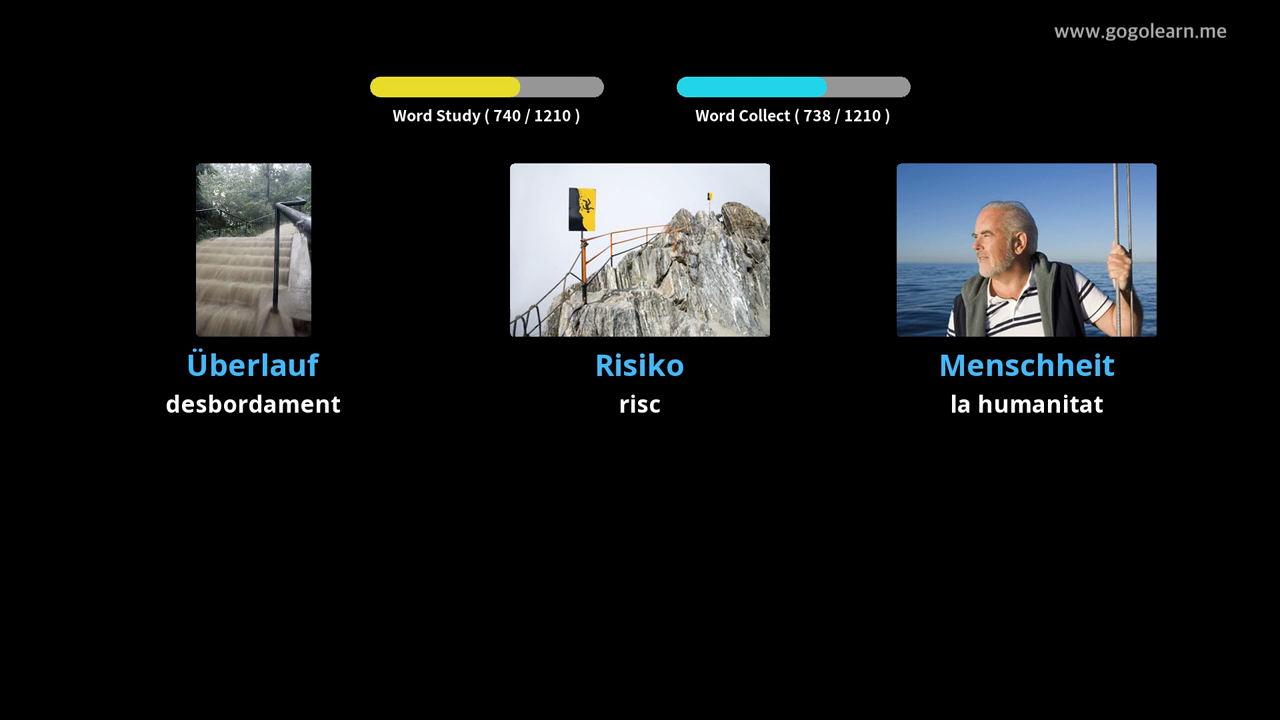 www.gogolearn.me
Word Study ( 740 / 1210 )
Word Collect ( 738 / 1210 )
Überlauf
desbordament
Risiko
risc
Menschheit
la humanitat